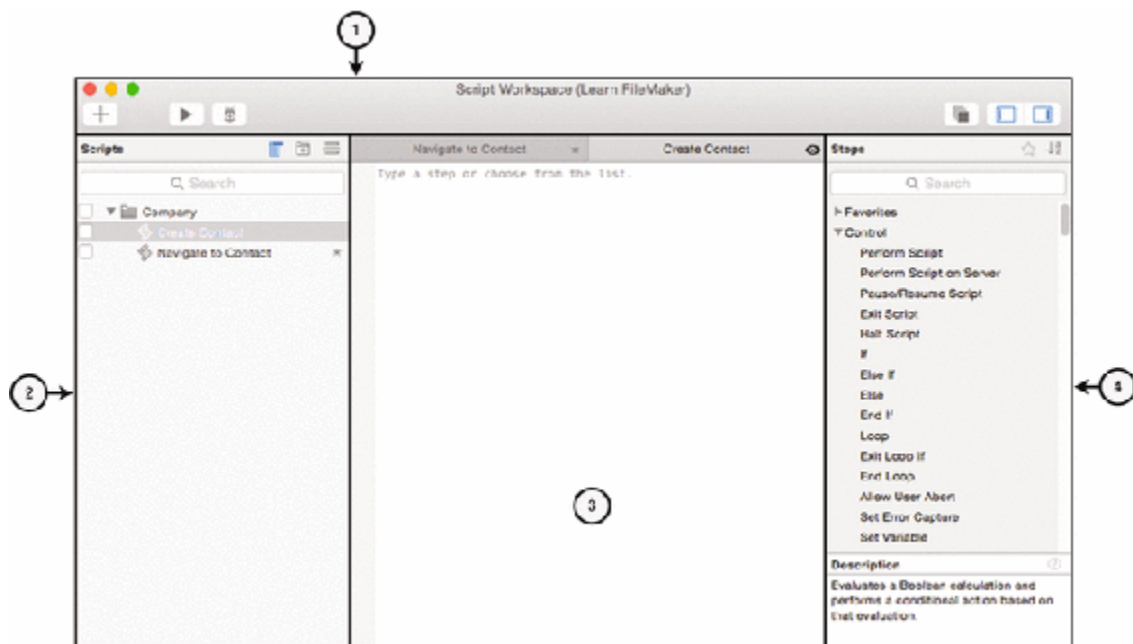 1
Script Workspace (Learn FileMaker)
Scripts
Search
Company
Create Contact
Navigate to Contact
2
Navigate to Contact
Create Contact
Type a step or choose from the list.
3
Steps
Search
Favorites
Control
Perform Script
Perform Script on Server
Pause/Resume Script
Exit Script
Halt Script
If
Else If
Else
End If
Loop
Exit Loop If
End Loop
Allow User Abort
Set Error Capture
Set Variable
Description
Evaluates a Boolean calculation and
performs a conditional action based on
that evaluation.